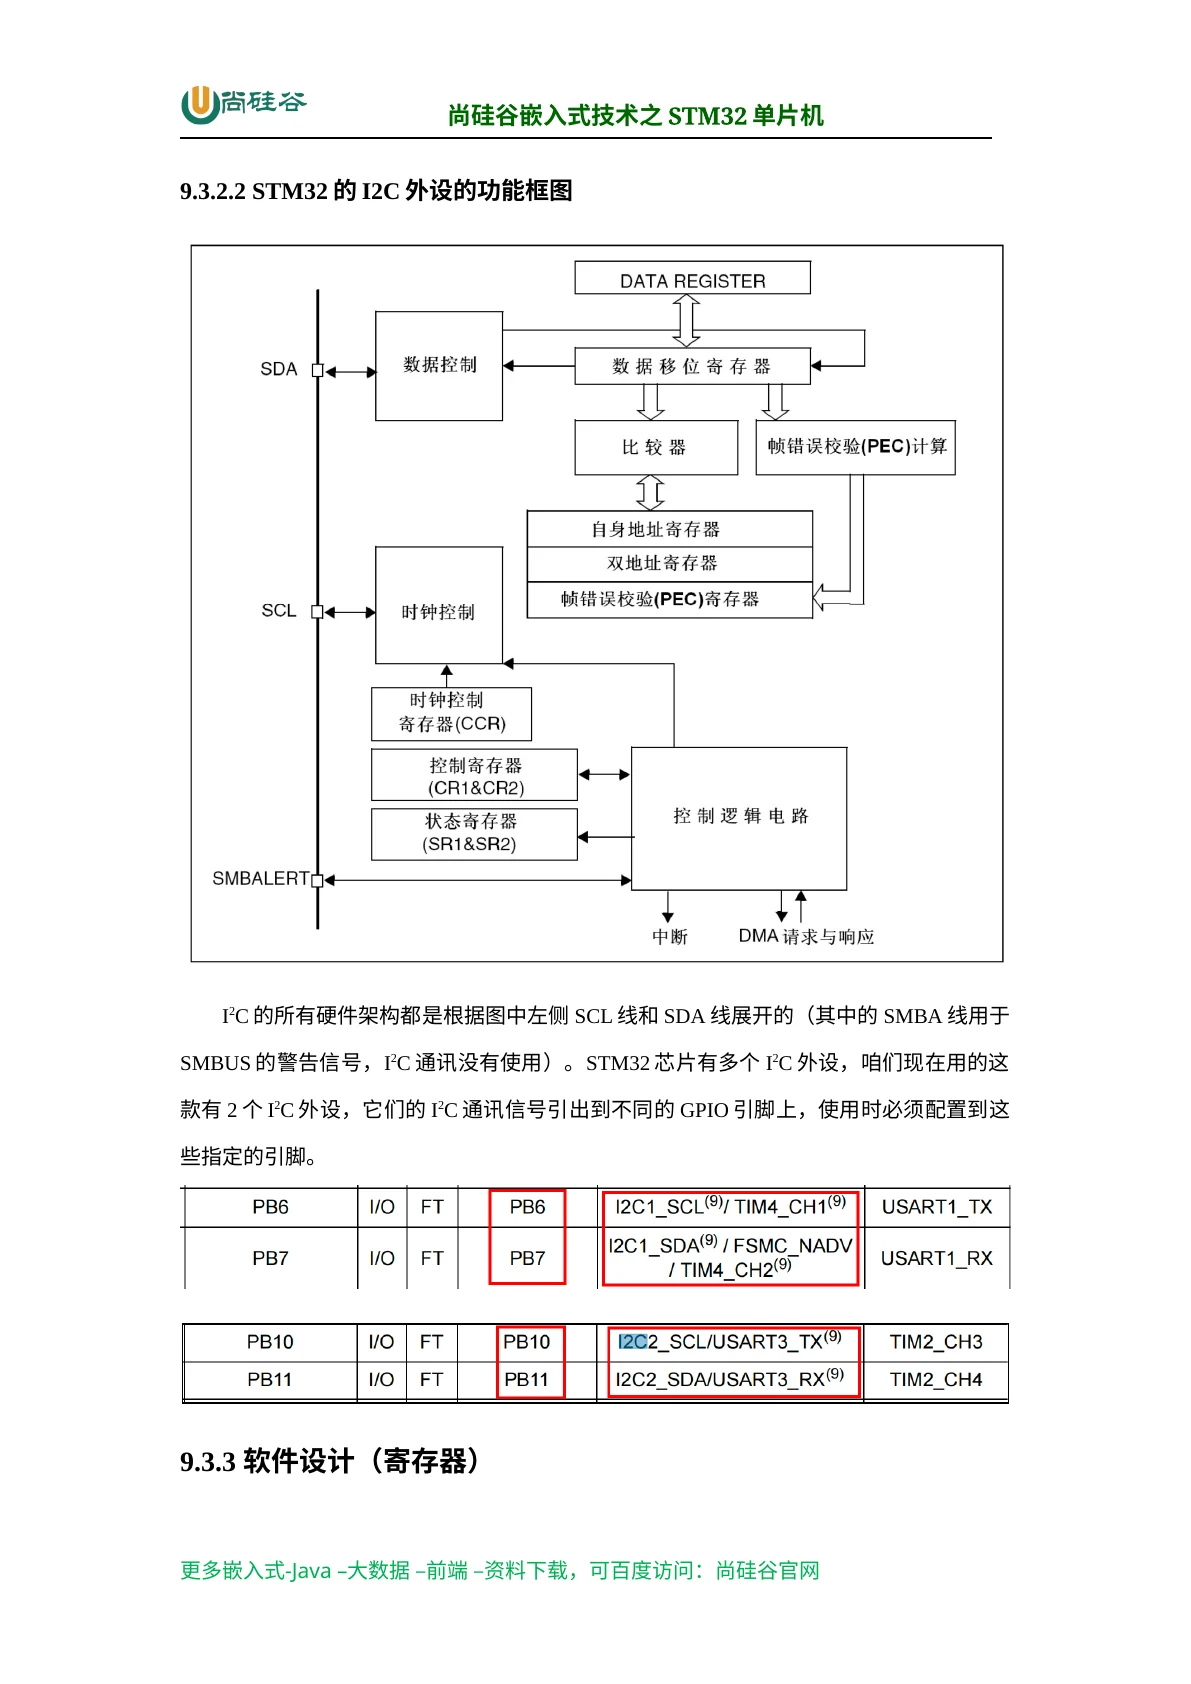 尚硅谷
尚硅谷嵌入式技术之 STM32 单片机
9.3.2.2 STM32 的 I2C 外设的功能框图
DATA REGISTER
SDA
数据控制
数据移位寄存器
比较器
帧错误校验(PEC)计算
自身地址寄存器
双地址寄存器
帧错误校验(PEC)寄存器
SCL
时钟控制
时钟控制
寄存器(CCR)
控制寄存器
(CR1&CR2)
状态寄存器
(SR1&SR2)
控制逻辑电路
SMBALERT
中断
DMA 请求与响应
I²C 的所有硬件架构都是根据图中左侧 SCL 线和 SDA 线展开的（其中的 SMBA 线用于
SMBUS 的警告信号，I²C 通讯没有使用）。STM32 芯片有多个 I²C 外设，咱们现在用的这
款有 2 个 I²C 外设，它们的 I²C 通讯信号引出到不同的 GPIO 引脚上，使用时必须配置到这
些指定的引脚。
PB6 I/O FT PB6 I2C1_SCL(9)/ TIM4_CH1(9) USART1_TX
PB7 I/O FT PB7 I2C1_SDA(9) / FSMC_NADV
/ TIM4_CH2(9) USART1_RX
PB10 I/O FT PB10 I2C2_SCL/USART3_TX(9) TIM2_CH3
PB11 I/O FT PB11 I2C2_SDA/USART3_RX(9) TIM2_CH4
9.3.3 软件设计（寄存器）
更多嵌入式-Java –大数据 –前端 –资料下载，可百度访问：尚硅谷官网